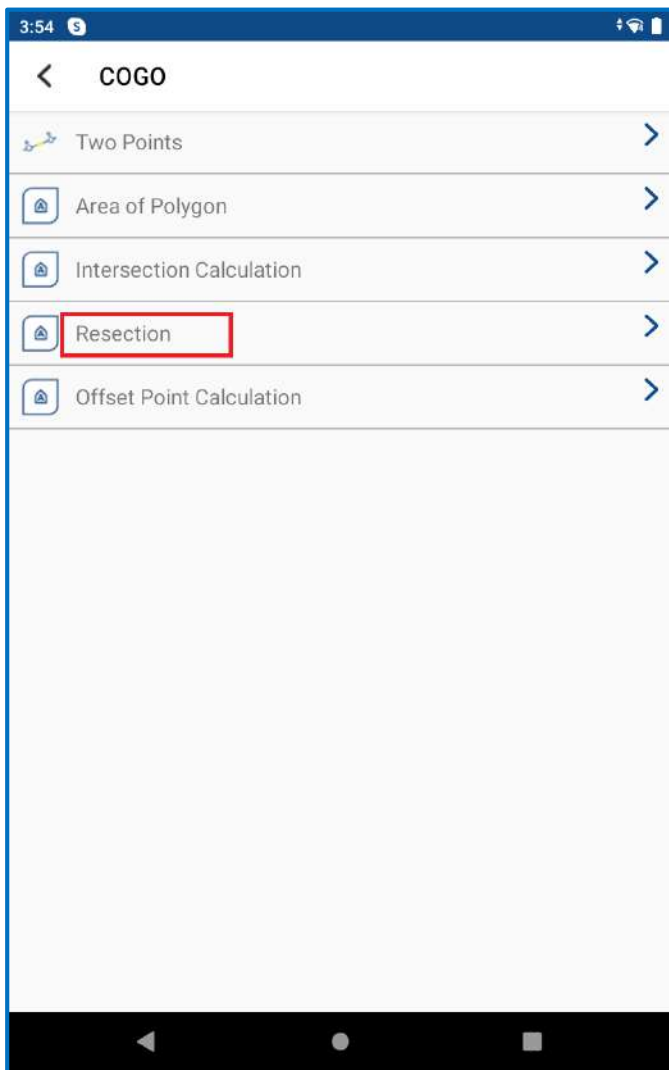 3:54 S
COGO
Two Points
Area of Polygon
Intersection Calculation
Resection
Offset Point Calculation